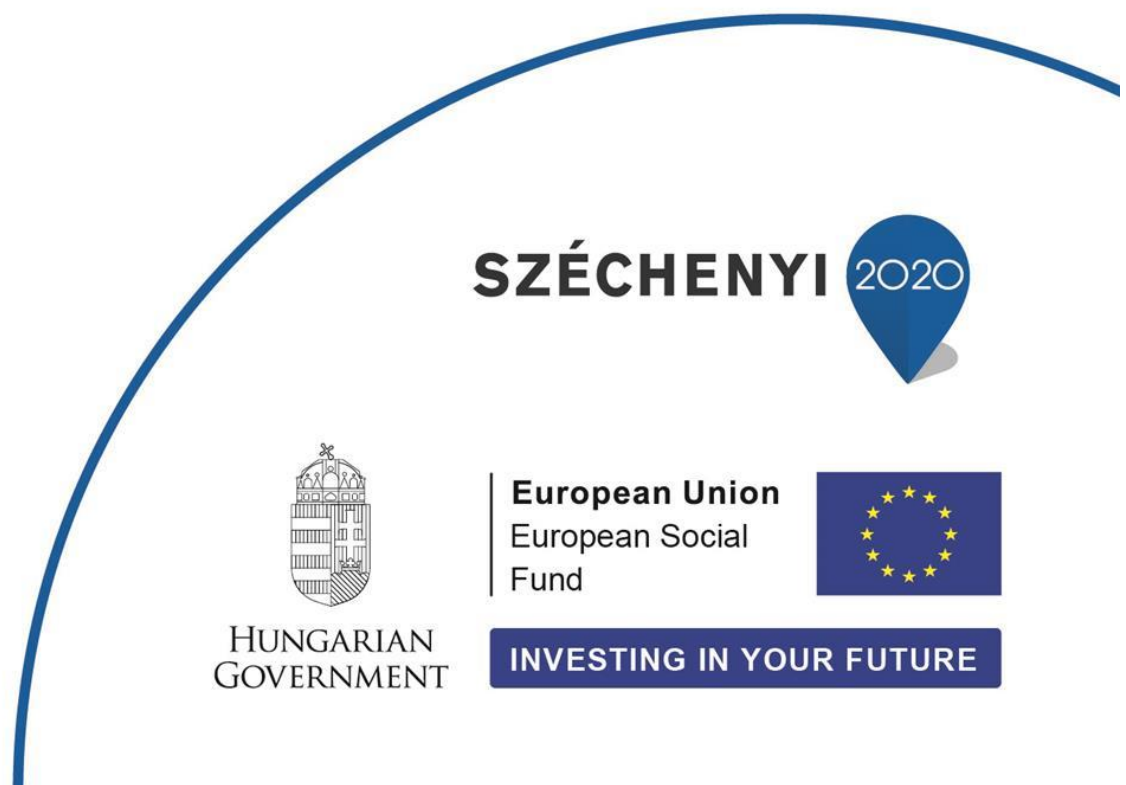 SZÉCHENYI 2020
European Union
European Social
Fund
HUNGARIAN
GOVERNMENT
INVESTING IN YOUR FUTURE